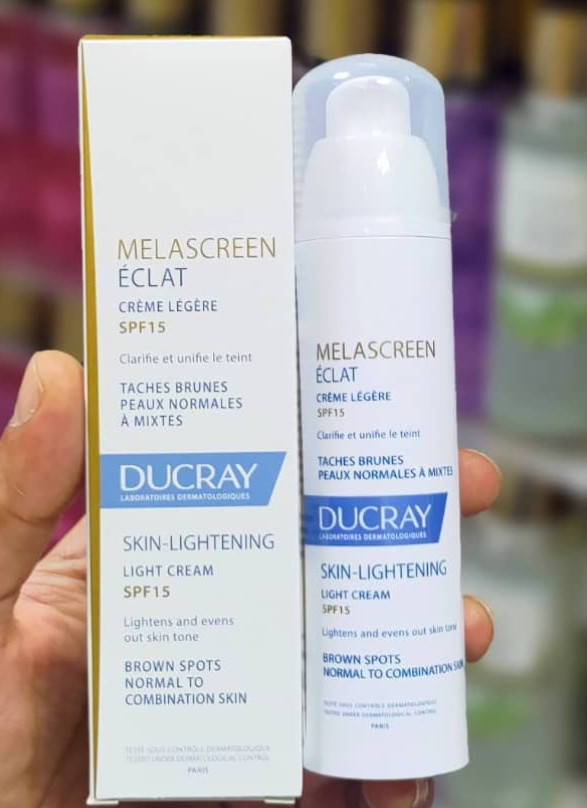 MELASCREEN
ÉCLAT
CRÈME LÉGÈRE
SPF15
Clarifie et unifie le teint
TACHES BRUNES
PEAUX NORMALES
À MIXTES
DUCRAY
LABORATOIRES DERMATOLOGIQUES
SKIN-LIGHTENING
LIGHT CREAM
SPF15
Lightens and evens
out skin tone
BROWN SPOTS
NORMAL TO
COMBINATION SKIN
TESTÉ SOUS CONTRÔLE DERMATOLOGIQUE
TESTED UNDER DERMATOLOGICAL CONTROL
PARIS
MELASCREEN
ÉCLAT
CRÈME LÉGÈRE
SPF15
Clarifie et unifie le teint
TACHES BRUNES
PEAUX NORMALES À MIXTES
DUCRAY
LABORATOIRES DERMATOLOGIQUES
SKIN-LIGHTENING
LIGHT CREAM
SPF15
Lightens and evens out skin tone
BROWN SPOTS
NORMAL TO COMBINATION SKIN
TESTÉ SOUS CONTRÔLE DERMATOLOGIQUE
TESTED UNDER DERMATOLOGICAL CONTROL
PARIS